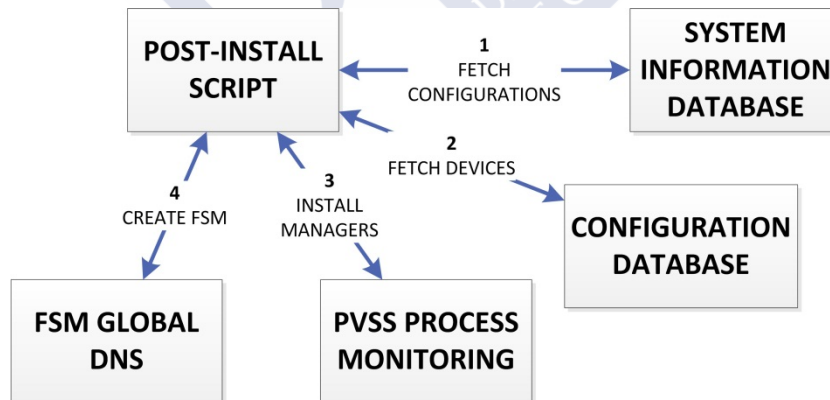 POST-INSTALL
SCRIPT
1
FETCH
CONFIGURATIONS
SYSTEM
INFORMATION
DATABASE
2
FETCH DEVICES
CONFIGURATION
DATABASE
3
INSTALL
MANAGERS
PVSS PROCESS
MONITORING
4
CREATE FSM
FSM GLOBAL
DNS